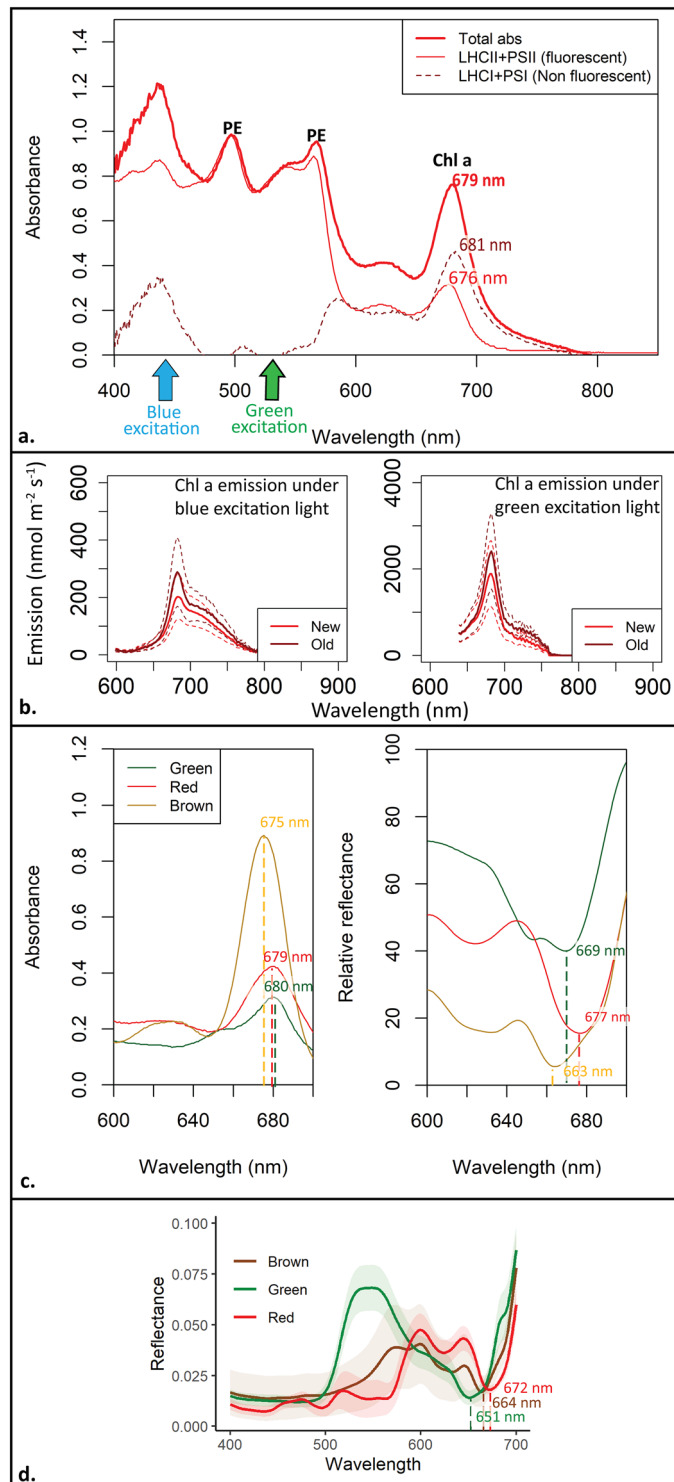 1.4
1.2
1.0
0.8
0.6
0.4
0.2
0.0
Absorbance
Total abs
LHCII+PSII (fluorescent)
LHCI+PSI (Non fluorescent)
PE
PE
Chl a
679 nm
681 nm
676 nm
400
500
600
700
800
Blue
excitation
Green
excitation
Wavelength (nm)
a.
Emission (nmol m⁻² s⁻¹)
600
400
200
0
Chl a emission under
blue excitation light
New
Old
600
700
800
900
4000
2000
0
Chl a emission under
green excitation light
New
Old
600
700
800
900
Wavelength (nm)
b.
Absorbance
1.2
1.0
0.8
0.6
0.4
0.2
0.0
Green
Red
Brown
675 nm
679 nm
680 nm
600
640
680
Wavelength (nm)
Relative reflectance
100
80
60
40
20
0
669 nm
677 nm
663 nm
600
640
680
Wavelength (nm)
c.
Reflectance
0.100
0.075
0.050
0.025
0.000
Brown
Green
Red
672 nm
664 nm
651 nm
400
500
600
700
Wavelength
d.